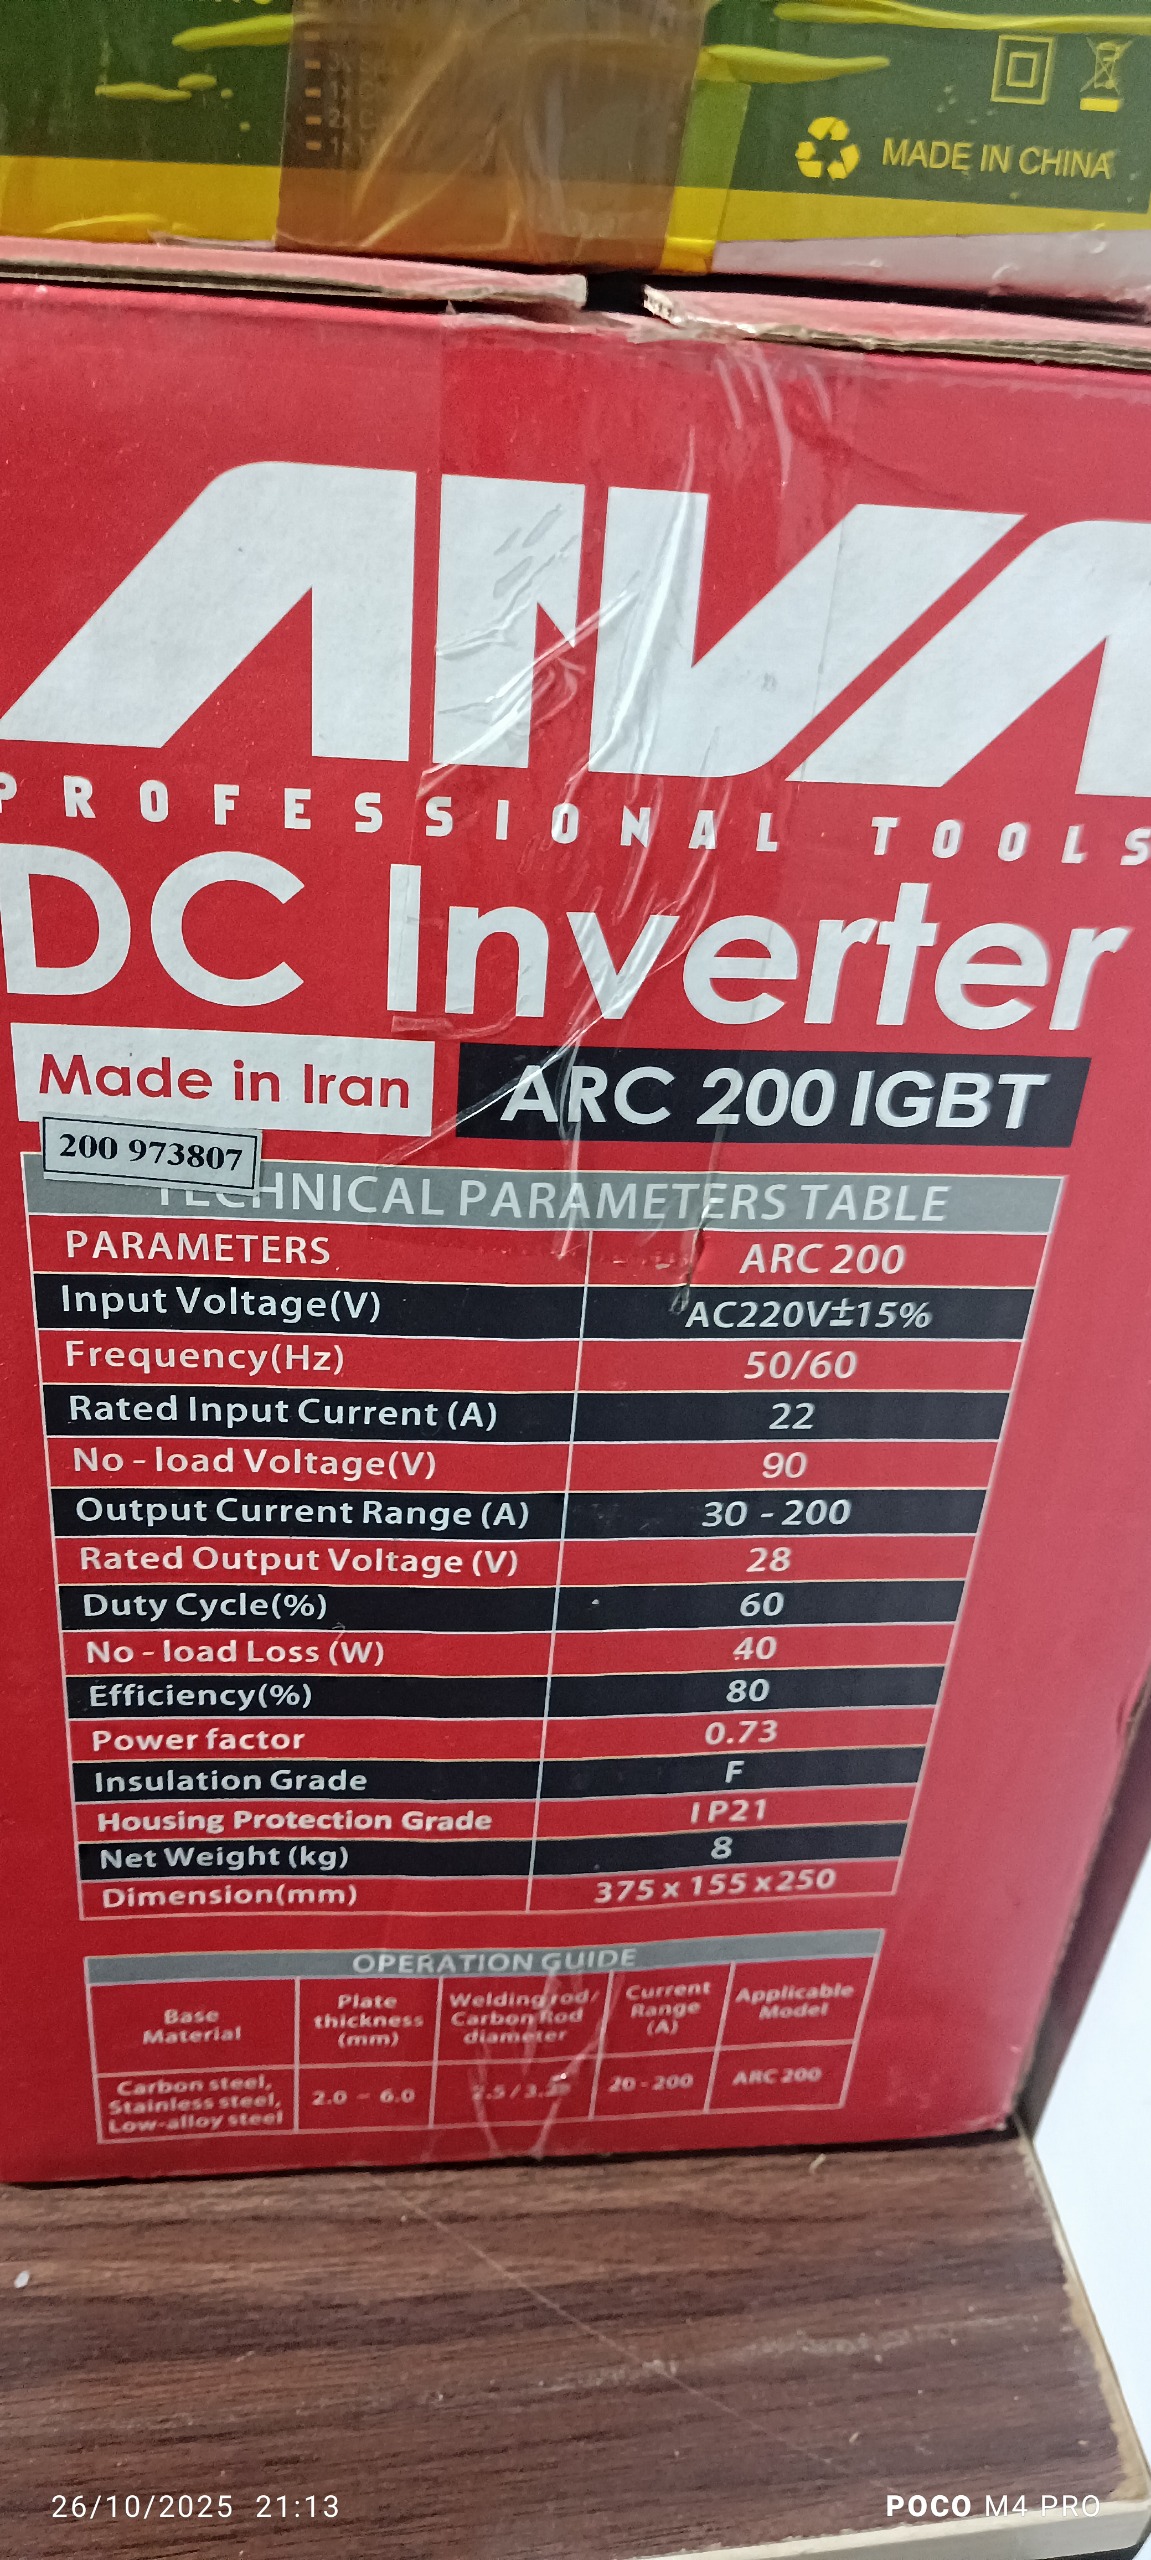 MADE IN CHINA
AIVA
PROFESSIONAL TOOLS
DC Inverter
Made in Iran
ARC 200 IGBT
200 973807
TECHNICAL PARAMETERS TABLE
PARAMETERS ARC 200
Input Voltage(V) AC220V±15%
Frequency(Hz) 50/60
Rated Input Current (A) 22
No - load Voltage(V) 90
Output Current Range (A) 30 - 200
Rated Output Voltage (V) 28
Duty Cycle(%) 60
No - load Loss (W) 40
Efficiency(%) 80
Power factor 0.73
Insulation Grade F
Housing Protection Grade IP21
Net Weight (kg) 8
Dimension(mm) 375 x 155 x 250
OPERATION GUIDE
Base
Material
Plate
thickness
(mm)
Welding rod/
Carbon Rod
diameter
Current
Range
(A)
Applicable
Model
Carbon steel,
Stainless steel,
Low-alloy steel
2.0 - 6.0
20 - 200
ARC 200
26/10/2025 21:13
POCO M4 PRO